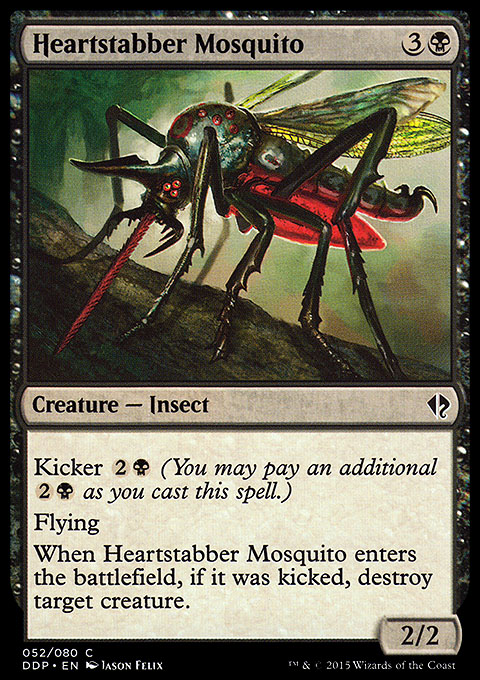 Heartstabber Mosquito 3
Creature — Insect
Kicker 2 (You may pay an additional
2 as you cast this spell.)
Flying
When Heartstabber Mosquito enters
the battlefield, if it was kicked, destroy
target creature.
2/2
052/080 C
DDP • EN Jason Felix
™ & © 2015 Wizards of the Coast